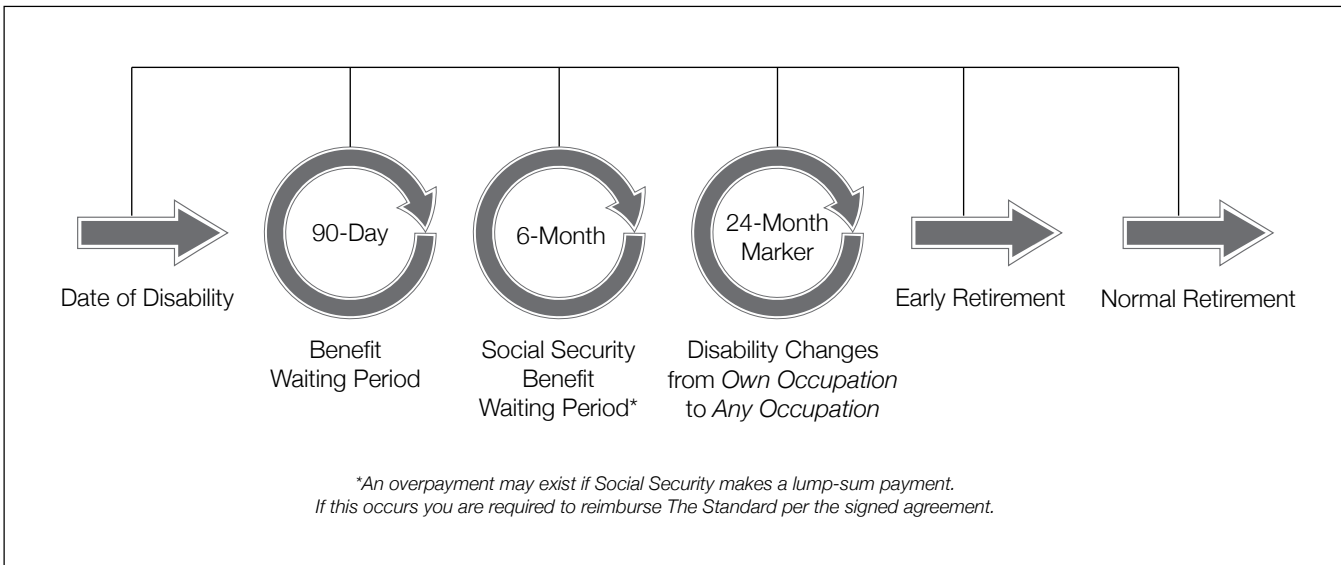 90-Day
6-Month
24-Month
Marker
Date of Disability
Early Retirement
Normal Retirement
Benefit
Waiting Period
Social Security
Benefit
Waiting Period*
Disability Changes
from Own Occupation
to Any Occupation
*An overpayment may exist if Social Security makes a lump-sum payment.
If this occurs you are required to reimburse The Standard per the signed agreement.